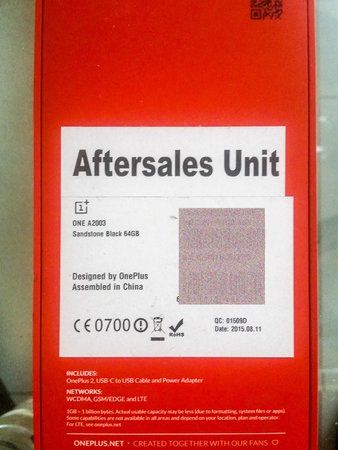 Aftersales Unit
ONE A2003
Sandstone Black 64GB
Designed by OnePlus
Assembled in China
6
CE0700
RoHS
QC: 01509D
Date: 2015.08.11
INCLUDES:
OnePlus 2, USB-C to USB Cable and Power Adapter
NETWORKS:
WCDMA, GSM/EDGE and LTE
1GB = 1 billion bytes. Actual usable capacity may be less (due to formatting, system files or apps).
Some capabilities are not available in all areas and depend on your location, plan and operator.
For LTE, see oneplus.net
ONEPLUS.NET • CREATED TOGETHER WITH OUR FANS